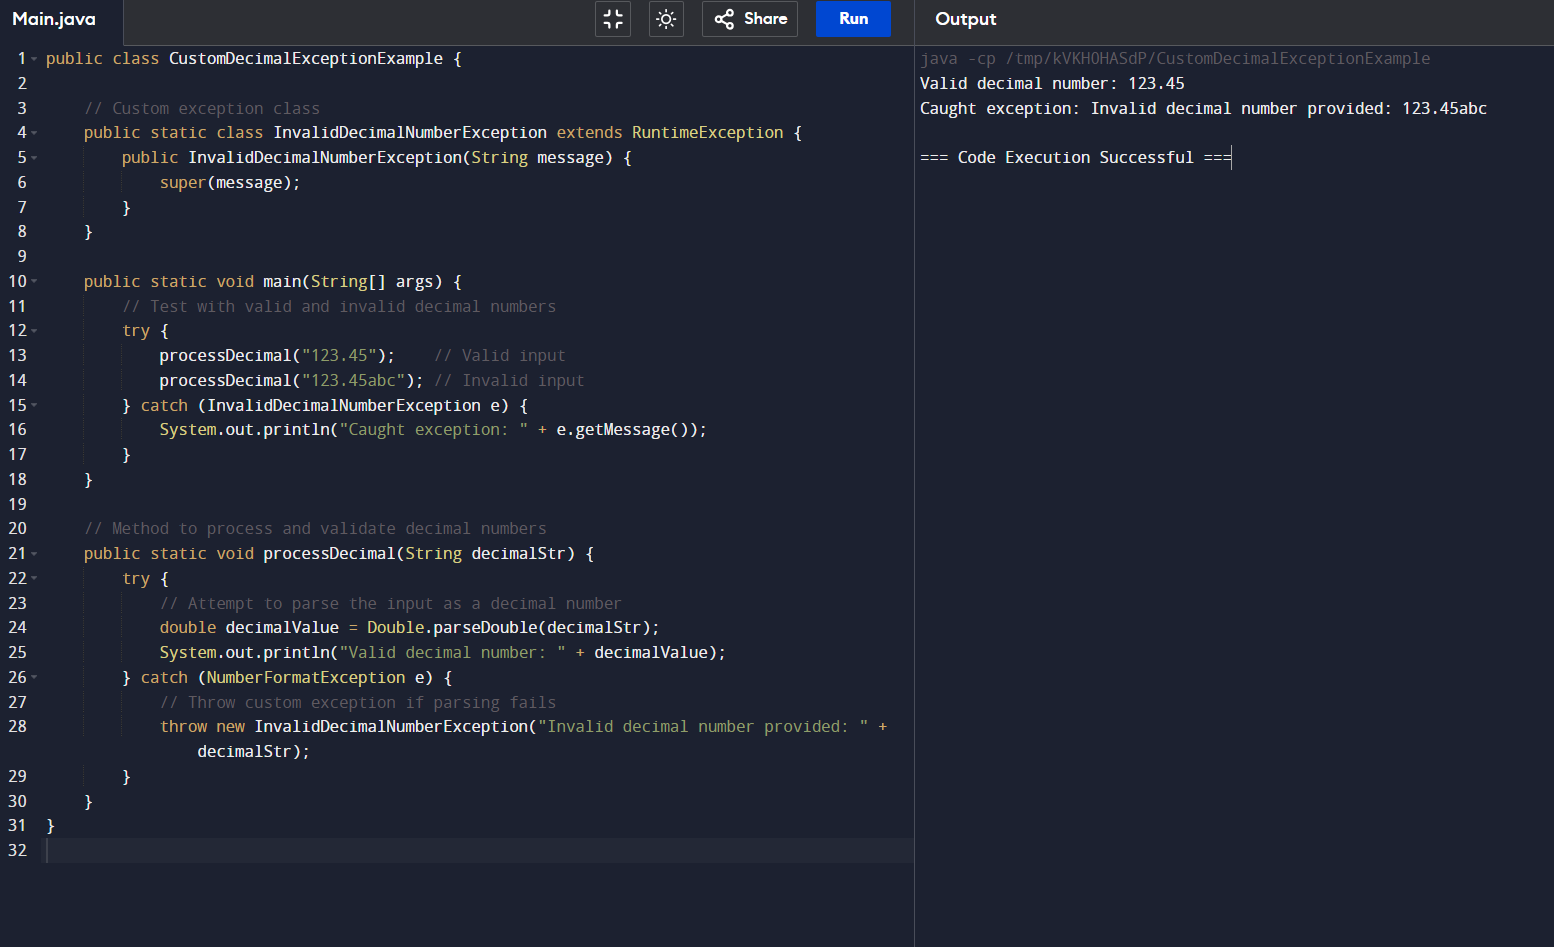 Main.java
Share
Run
Output
1 public class CustomDecimalExceptionExample {
2
3     // Custom exception class
4     public static class InvalidDecimalNumberException extends RuntimeException {
5         public InvalidDecimalNumberException(String message) {
6             super(message);
7         }
8     }
9
10     public static void main(String[] args) {
11         // Test with valid and invalid decimal numbers
12         try {
13             processDecimal("123.45");    // Valid input
14             processDecimal("123.45abc"); // Invalid input
15         } catch (InvalidDecimalNumberException e) {
16             System.out.println("Caught exception: " + e.getMessage());
17         }
18     }
19
20     // Method to process and validate decimal numbers
21     public static void processDecimal(String decimalStr) {
22         try {
23             // Attempt to parse the input as a decimal number
24             double decimalValue = Double.parseDouble(decimalStr);
25             System.out.println("Valid decimal number: " + decimalValue);
26         } catch (NumberFormatException e) {
27             // Throw custom exception if parsing fails
28             throw new InvalidDecimalNumberException("Invalid decimal number provided: " +
                decimalStr);
29         }
30     }
31 }
32
java -cp /tmp/kVKH0HASdP/CustomDecimalExceptionExample
Valid decimal number: 123.45
Caught exception: Invalid decimal number provided: 123.45abc
=== Code Execution Successful ===